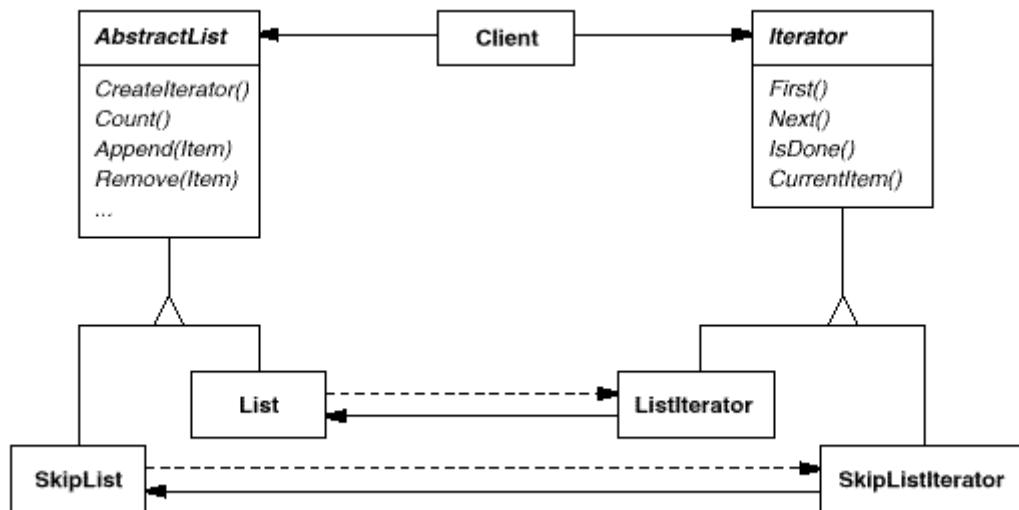 AbstractList
CreateIterator()
Count()
Append(Item)
Remove(Item)
...
Client
Iterator
First()
Next()
IsDone()
CurrentItem()
List
ListIterator
SkipList
SkipListIterator